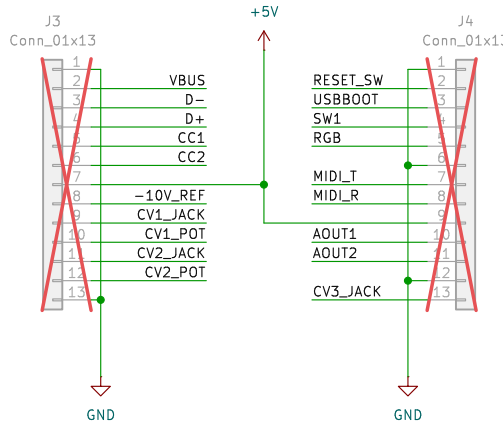 +5V
J3
Conn_01x13
1
2
3
4
5
6
7
8
9
10
11
12
13
VBUS
D-
D+
CC1
CC2
-10V_REF
CV1_JACK
CV1_POT
CV2_JACK
CV2_POT
GND
J4
Conn_01x13
RESET_SW
USBBOOT
SW1
RGB
MIDI_T
MIDI_R
AOUT1
AOUT2
CV3_JACK
1
2
3
4
5
6
7
8
9
10
11
12
13
GND